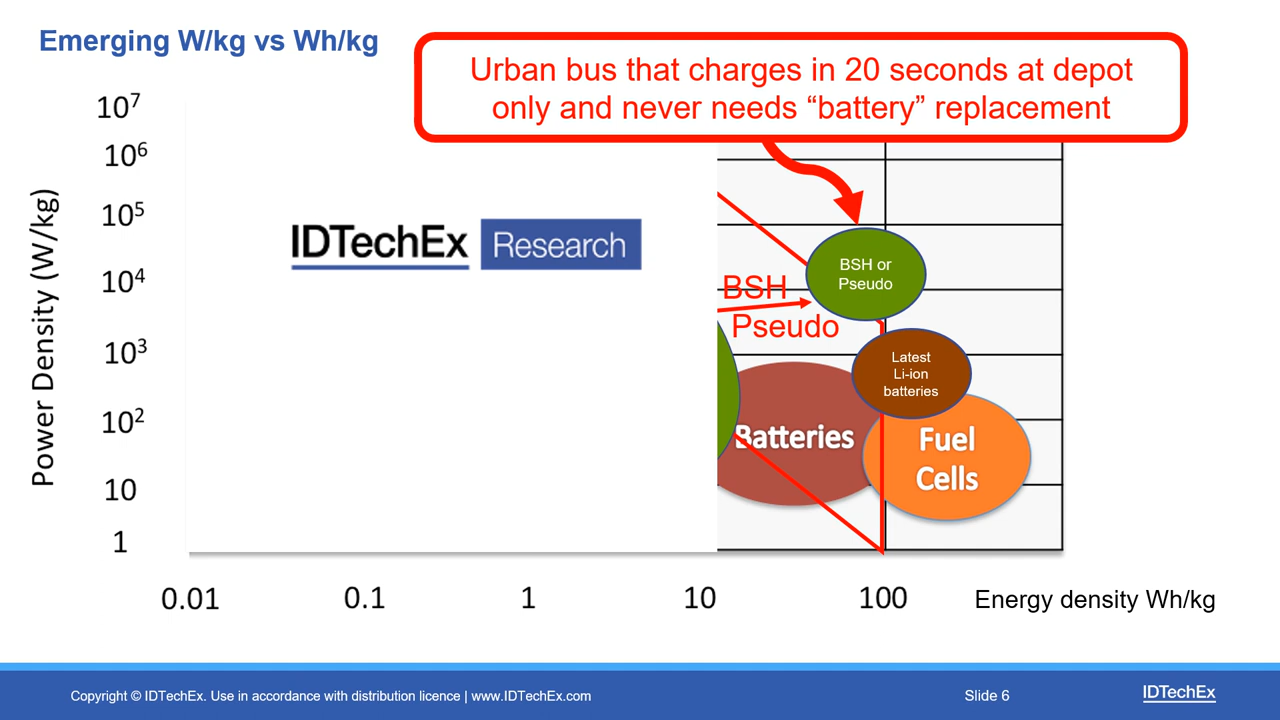 Emerging W/kg vs Wh/kg
Urban bus that charges in 20 seconds at depot
only and never needs “battery” replacement
10⁷
10⁶
10⁵
10⁴
10³
10²
10
1
Power Density (W/kg)
IDTechEx Research
BSH
Pseudo
BSH or
Pseudo
Latest
Li-ion
batteries
Batteries
Fuel
Cells
0.01
0.1
1
10
100
Energy density Wh/kg
Copyright © IDTechEx. Use in accordance with distribution licence | www.IDTechEx.com
Slide 6
IDTechEx